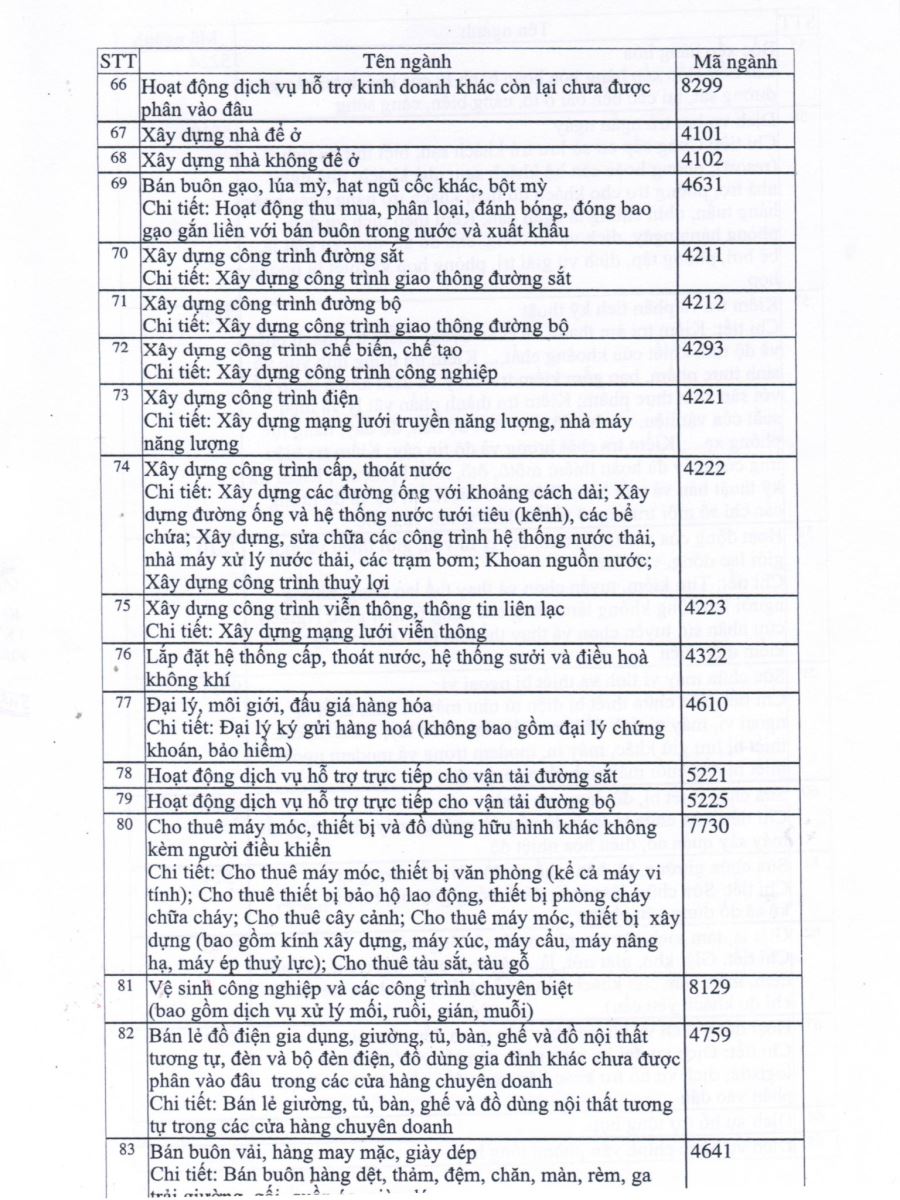 STT Tên ngành Mã ngành
66 Hoạt động dịch vụ hỗ trợ kinh doanh khác còn lại chưa được 8299
phân vào đâu
67 Xây dựng nhà để ở 4101
68 Xây dựng nhà không để ở 4102
69 Bán buôn gạo, lúa mỳ, hạt ngũ cốc khác, bột mỳ 4631
Chi tiết: Hoạt động thu mua, phân loại, đánh bóng, đóng bao
gạo gắn liền với bán buôn trong nước và xuất khẩu
70 Xây dựng công trình đường sắt 4211
Chi tiết: Xây dựng công trình giao thông đường sắt
71 Xây dựng công trình đường bộ 4212
Chi tiết: Xây dựng công trình giao thông đường bộ
72 Xây dựng công trình chế biến, chế tạo 4293
Chi tiết: Xây dựng công trình công nghiệp
73 Xây dựng công trình điện 4221
Chi tiết: Xây dựng mạng lưới truyền năng lượng, nhà máy
năng lượng
74 Xây dựng công trình cấp, thoát nước 4222
Chi tiết: Xây dựng các đường ống với khoảng cách dài; Xây
dựng đường ống và hệ thống nước tưới tiêu (kênh), các bể
chứa; Xây dựng, sửa chữa các công trình hệ thống nước thải,
nhà máy xử lý nước thải, các trạm bơm; Khoan nguồn nước;
Xây dựng công trình thuỷ lợi
75 Xây dựng công trình viễn thông, thông tin liên lạc 4223
Chi tiết: Xây dựng mạng lưới viễn thông
76 Lắp đặt hệ thống cấp, thoát nước, hệ thống sưởi và điều hoà 4322
không khí
77 Đại lý, môi giới, đấu giá hàng hóa 4610
Chi tiết: Đại lý ký gửi hàng hoá (không bao gồm đại lý chứng
khoán, bảo hiểm)
78 Hoạt động dịch vụ hỗ trợ trực tiếp cho vận tải đường sắt 5221
79 Hoạt động dịch vụ hỗ trợ trực tiếp cho vận tải đường bộ 5225
80 Cho thuê máy móc, thiết bị và đồ dùng hữu hình khác không 7730
kèm người điều khiển
Chi tiết: Cho thuê máy móc, thiết bị văn phòng (kể cả máy vi
tính); Cho thuê thiết bị bảo hộ lao động, thiết bị phòng cháy
chữa cháy; Cho thuê cây cảnh; Cho thuê máy móc, thiết bị xây
dựng (bao gồm kính xây dựng, máy xúc, máy cẩu, máy nâng
hạ, máy ép thuỷ lực); Cho thuê tàu sắt, tàu gỗ
81 Vệ sinh công nghiệp và các công trình chuyên biệt 8129
(bao gồm dịch vụ xử lý mối, ruồi, gián, muỗi)
82 Bán lẻ đồ điện gia dụng, giường, tủ, bàn, ghế và đồ nội thất 4759
tương tự, đèn và bộ đèn điện, đồ dùng gia đình khác chưa được
phân vào đâu trong các cửa hàng chuyên doanh
Chi tiết: Bán lẻ giường, tủ, bàn, ghế và đồ dùng nội thất tương
tự trong các cửa hàng chuyên doanh
83 Bán buôn vải, hàng may mặc, giày dép 4641
Chi tiết: Bán buôn hàng dệt, thảm, đệm, chăn, màn, rèm, ga